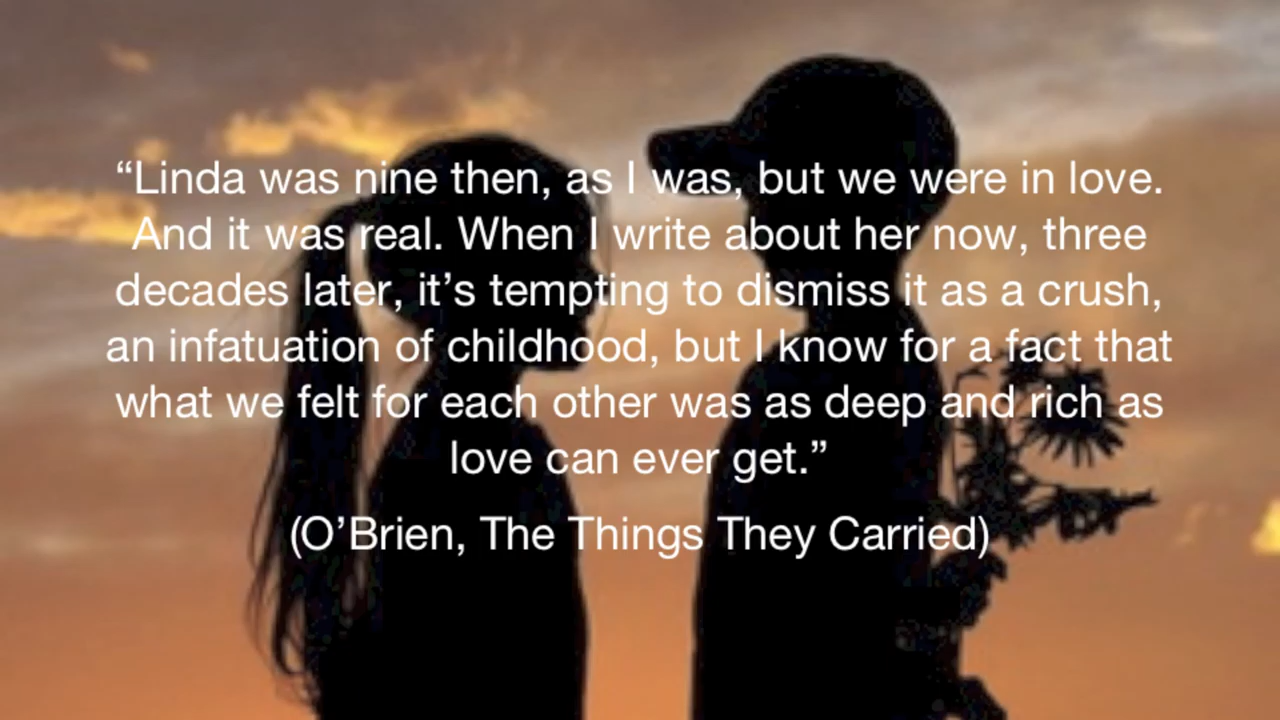 “Linda was nine then, as I was, but we were in love.
And it was real. When I write about her now, three
decades later, it’s tempting to dismiss it as a crush,
an infatuation of childhood, but I know for a fact that
what we felt for each other was as deep and rich as
love can ever get.”
(O’Brien, The Things They Carried)